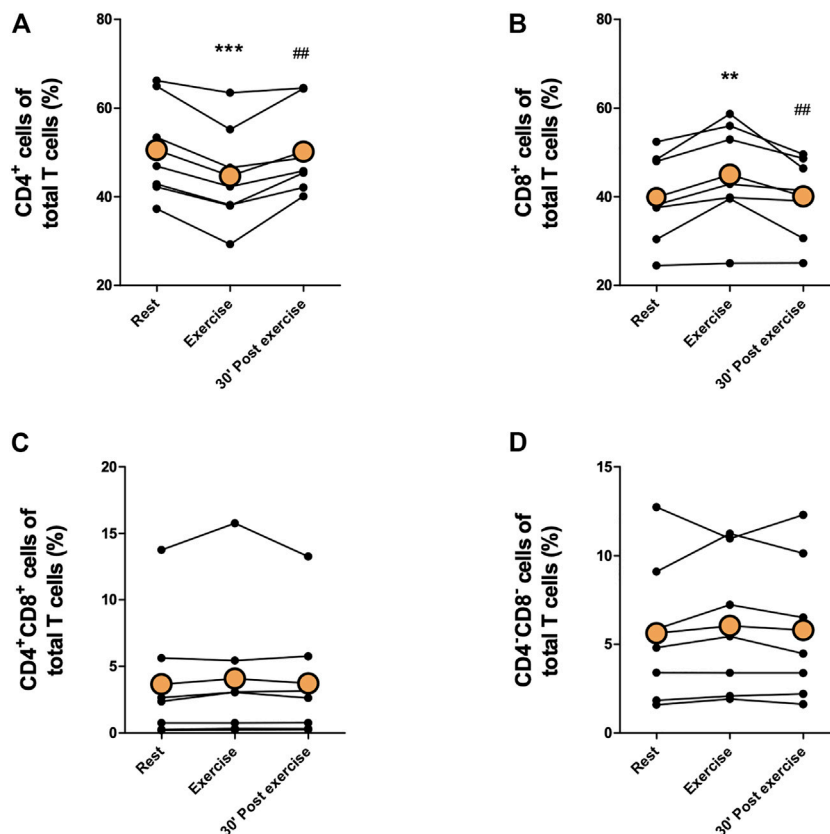 A
CD4⁺ cells of
total T cells (%)
80
60
40
20
***
##
Rest
Exercise
30' Post exercise
B
CD8⁺ cells of
total T cells (%)
80
60
40
20
**
##
Rest
Exercise
30' Post exercise
C
CD4⁺CD8⁺ cells of
total T cells (%)
20
15
10
5
0
Rest
Exercise
30' Post exercise
D
CD4⁻CD8⁻ cells of
total T cells (%)
15
10
5
0
Rest
Exercise
30' Post exercise